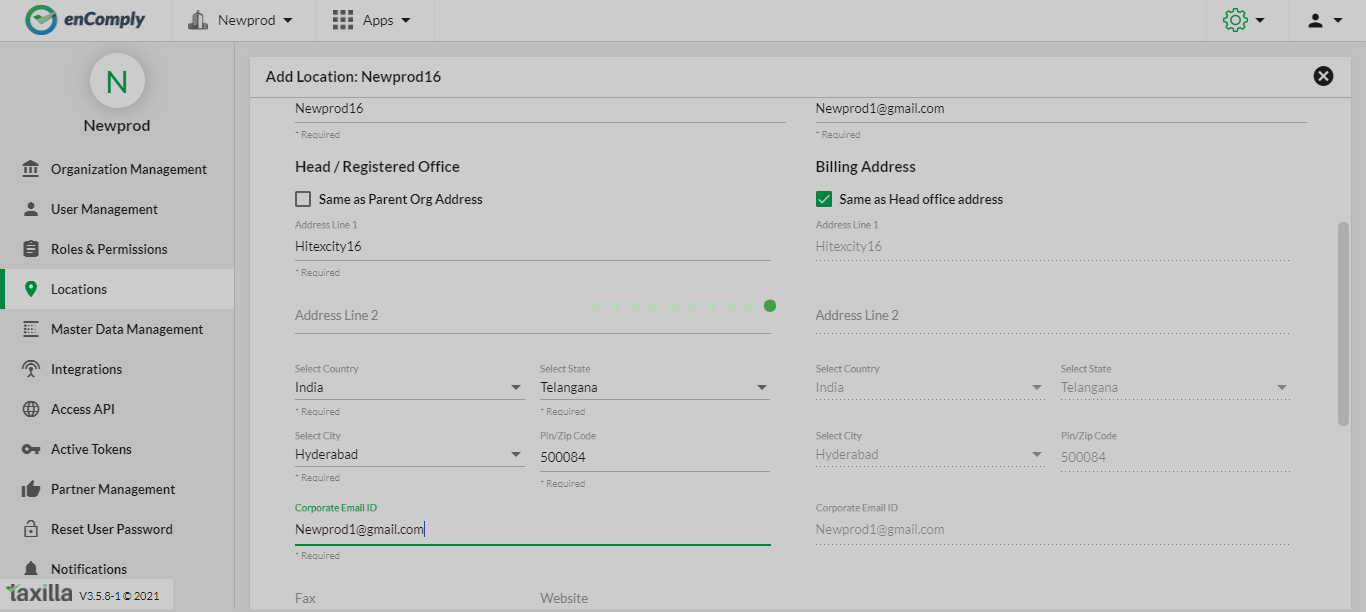 enComply
Newprod
Apps
N
Newprod
Organization Management
User Management
Roles & Permissions
Locations
Master Data Management
Integrations
Access API
Active Tokens
Partner Management
Reset User Password
Notifications
taxilla V3.5.8-1 © 2021
Add Location: Newprod16
Newprod16
* Required
Newprod1@gmail.com
* Required
Head / Registered Office
Same as Parent Org Address
Address Line 1
Hitexcity16
* Required
Address Line 2
Select Country
India
* Required
Select State
Telangana
* Required
Select City
Hyderabad
* Required
Pin/Zip Code
500084
* Required
Corporate Email ID
Newprod1@gmail.com
* Required
Fax
Website
Billing Address
Same as Head office address
Address Line 1
Hitexcity16
Address Line 2
Select Country
India
Select State
Telangana
Select City
Hyderabad
Pin/Zip Code
500084
Corporate Email ID
Newprod1@gmail.com